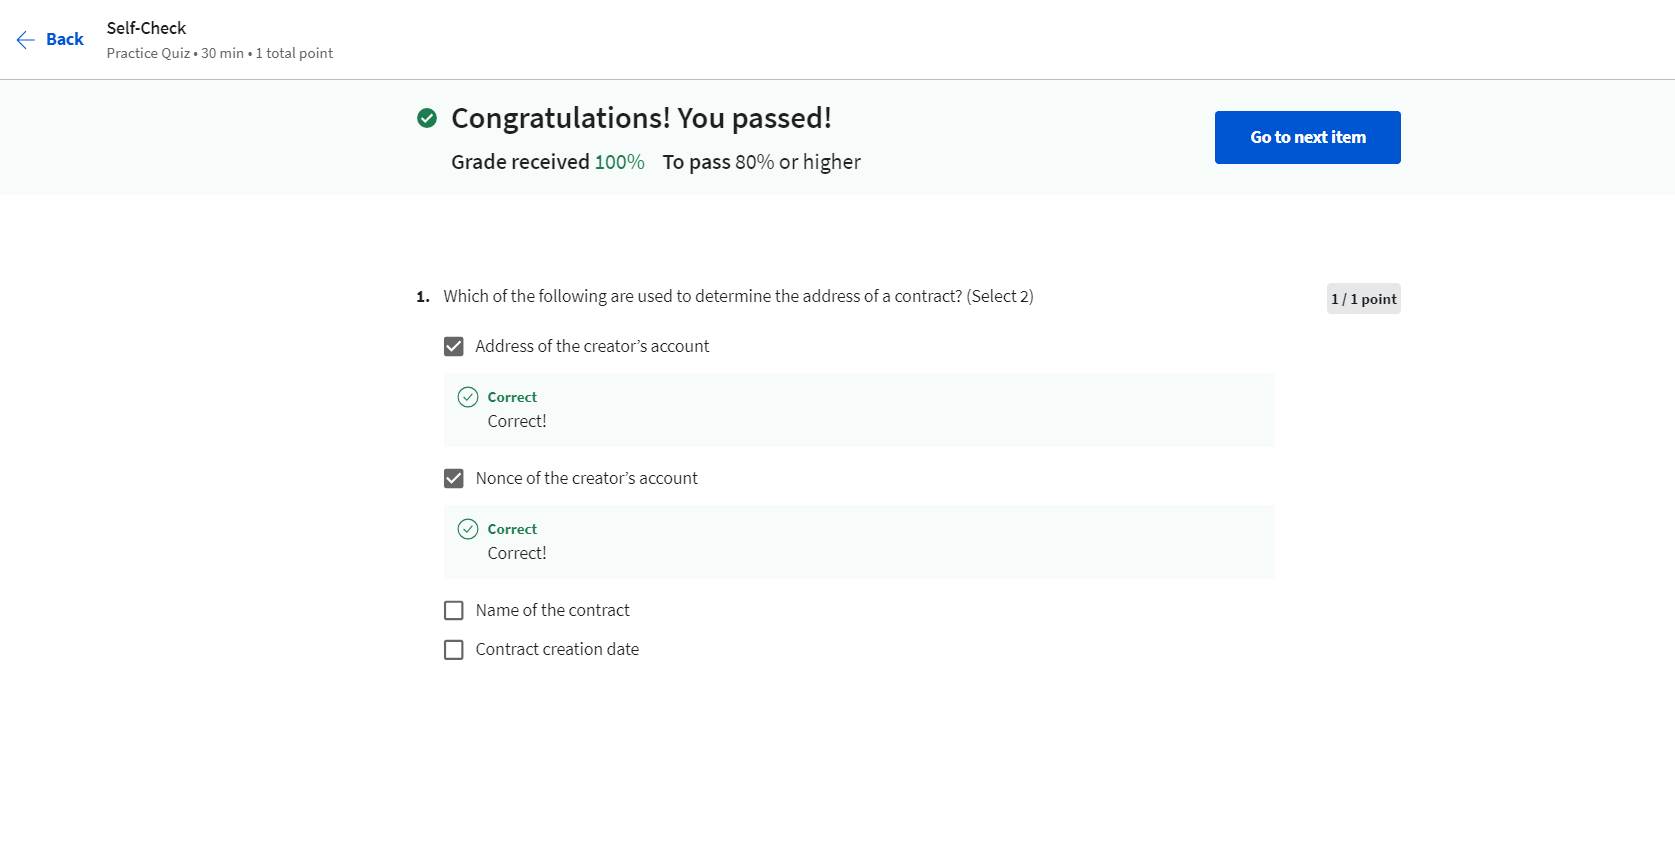 Back
Self-Check
Practice Quiz • 30 min • 1 total point
Congratulations! You passed!
Grade received 100% To pass 80% or higher
Go to next item
1. Which of the following are used to determine the address of a contract? (Select 2)
1 / 1 point
Address of the creator’s account
Correct
Correct!
Nonce of the creator’s account
Correct
Correct!
Name of the contract
Contract creation date